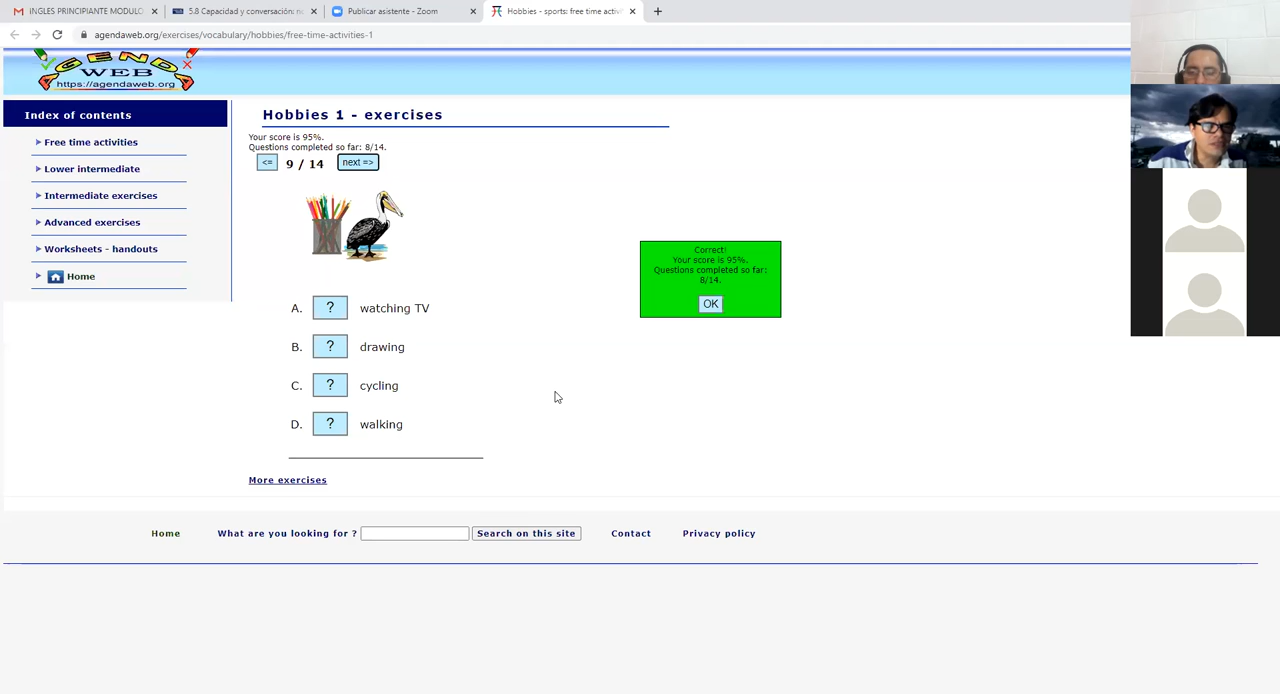 INGLES PRINCIPIANTE MODULO
5.8 Capacidad y conversación: n
Publicar asistente - Zoom
Hobbies - sports: free time activi
agendaweb.org/exercises/vocabulary/hobbies/free-time-activities-1
AGENDA
WEB
https://agendaweb.org
Index of contents
Free time activities
Lower intermediate
Intermediate exercises
Advanced exercises
Worksheets - handouts
Home
Hobbies 1 - exercises
Your score is 95%.
Questions completed so far: 8/14.
<= 9 / 14 next =>
A. ? watching TV
B. ? drawing
C. ? cycling
D. ? walking
Correct!
Your score is 95%.
Questions completed so far:
8/14.
OK
More exercises
Home What are you looking for ? Search on this site Contact Privacy policy